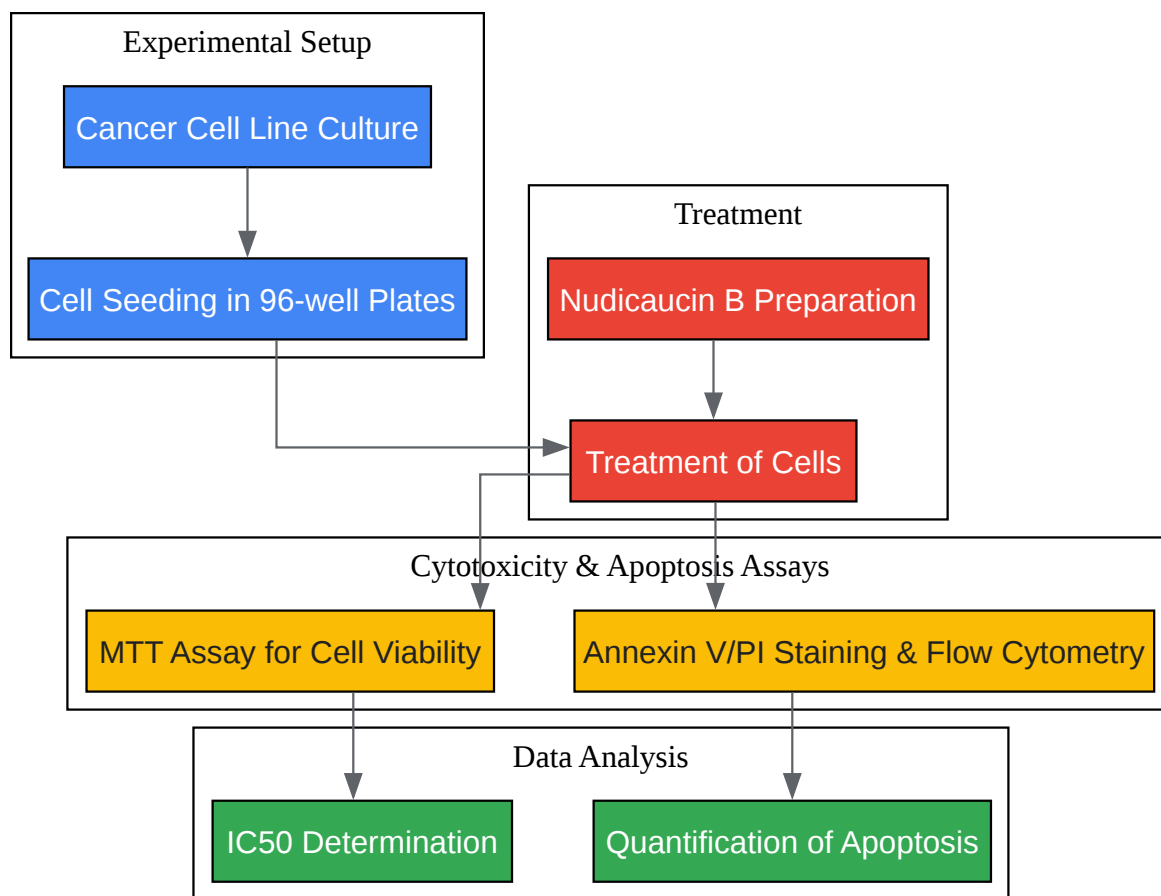 Experimental Setup
Cancer Cell Line Culture
Cell Seeding in 96-well Plates
Treatment
Nudicaucin B Preparation
Treatment of Cells
Cytotoxicity & Apoptosis Assays
MTT Assay for Cell Viability
Annexin V/PI Staining & Flow Cytometry
Data Analysis
IC50 Determination
Quantification of Apoptosis